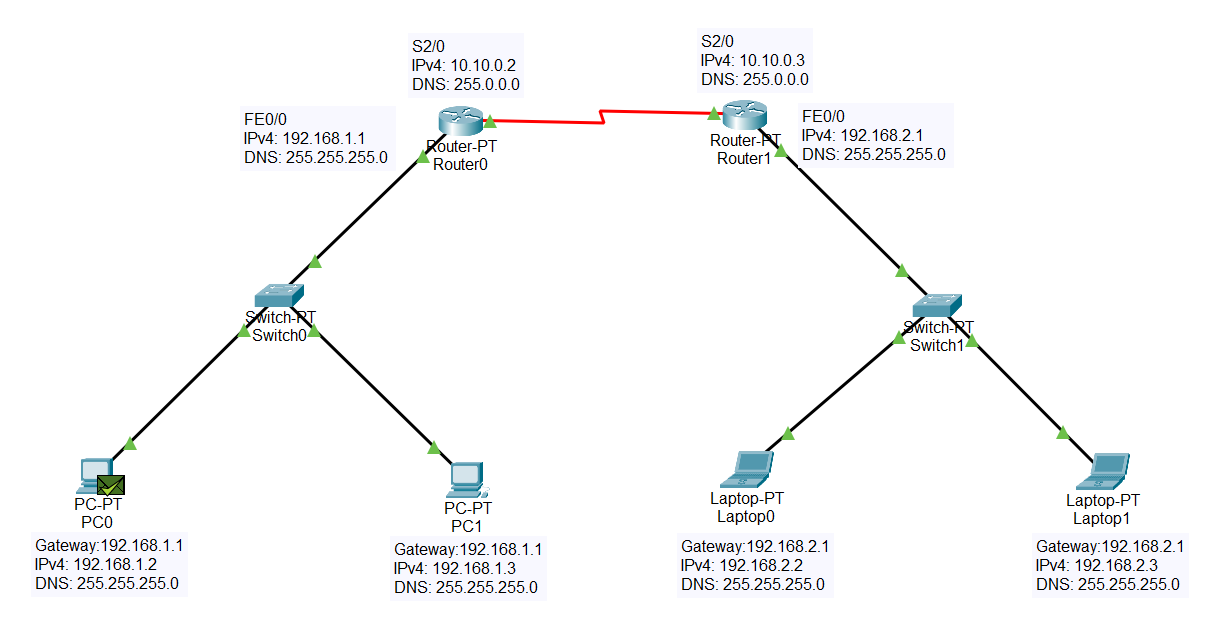 S2/0
IPv4: 10.10.0.2
DNS: 255.0.0.0
S2/0
IPv4: 10.10.0.3
DNS: 255.0.0.0
FE0/0
IPv4: 192.168.1.1
DNS: 255.255.255.0
Router-PT
Router0
Router-PT
Router1
FE0/0
IPv4: 192.168.2.1
DNS: 255.255.255.0
Switch-PT
Switch0
Switch-PT
Switch1
PC-PT
PC0
Gateway:192.168.1.1
IPv4: 192.168.1.2
DNS: 255.255.255.0
PC-PT
PC1
Gateway:192.168.1.1
IPv4: 192.168.1.3
DNS: 255.255.255.0
Laptop-PT
Laptop0
Gateway:192.168.2.1
IPv4: 192.168.2.2
DNS: 255.255.255.0
Laptop-PT
Laptop1
Gateway:192.168.2.1
IPv4: 192.168.2.3
DNS: 255.255.255.0